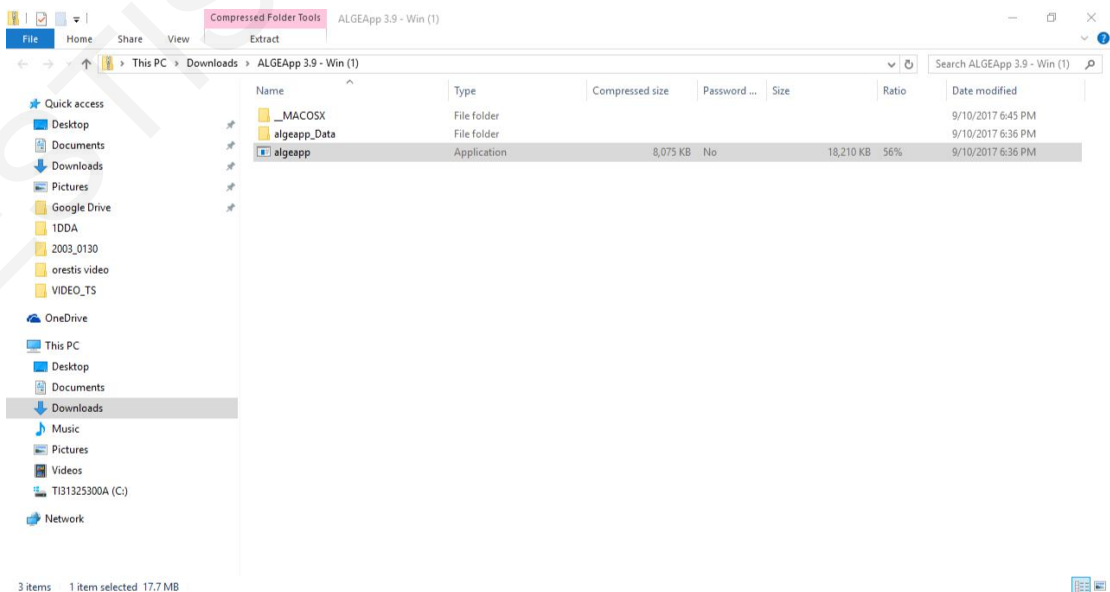 Compressed Folder Tools ALGEApp 3.9 - Win (1)
File Home Share View Extract
This PC Downloads ALGEApp 3.9 - Win (1) Search ALGEApp 3.9 - Win (1)
Name Type Compressed size Password ... Size Ratio Date modified
__MACOSX File folder 9/10/2017 6:45 PM
algeapp_Data File folder 9/10/2017 6:36 PM
algeapp Application 8,075 KB No 18,210 KB 56% 9/10/2017 6:36 PM
Quick access
Desktop
Documents
Downloads
Pictures
Google Drive
1DDA
2003_0130
orestis video
VIDEO_TS
OneDrive
This PC
Desktop
Documents
Downloads
Music
Pictures
Videos
TI31325300A (C:)
Network
3 items 1 item selected 17.7 MB